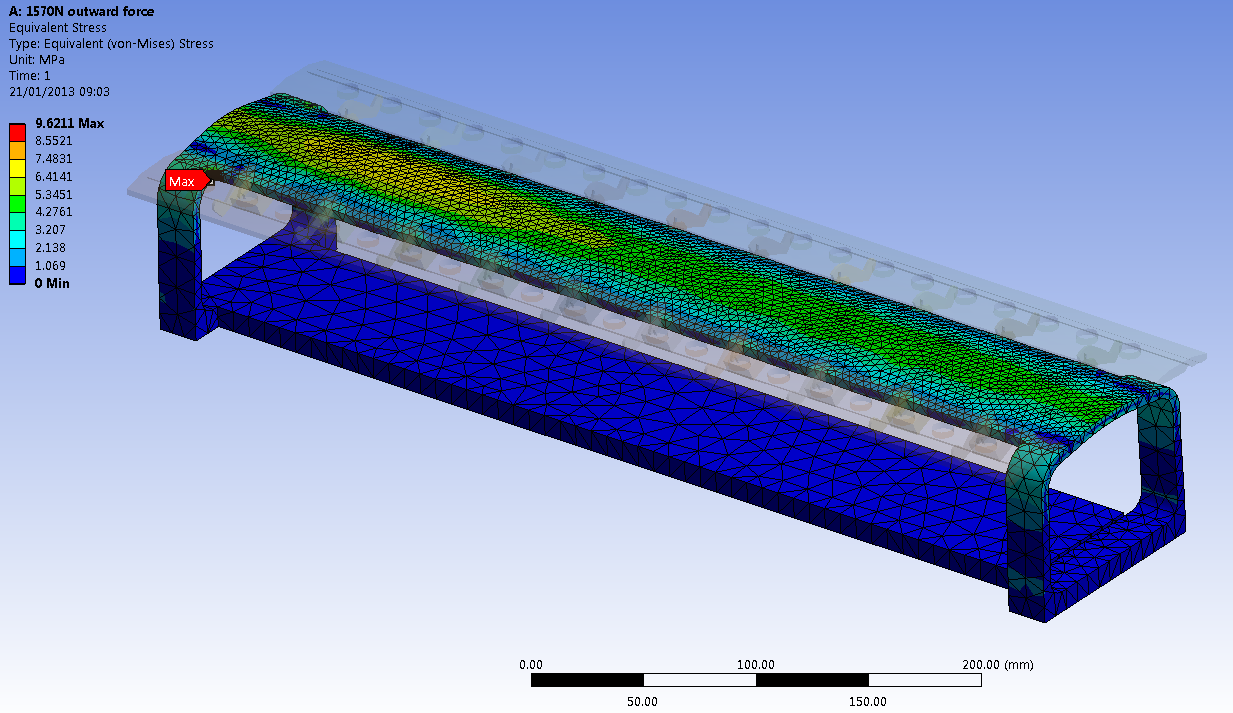 A: 1570N outward force
Equivalent Stress
Type: Equivalent (von-Mises) Stress
Unit: MPa
Time: 1
21/01/2013 09:03
9.6211 Max
8.5521
7.4831
6.4141
5.3451
4.2761
3.207
2.138
1.069
0 Min
Max
0.00 100.00 200.00 (mm)
50.00 150.00